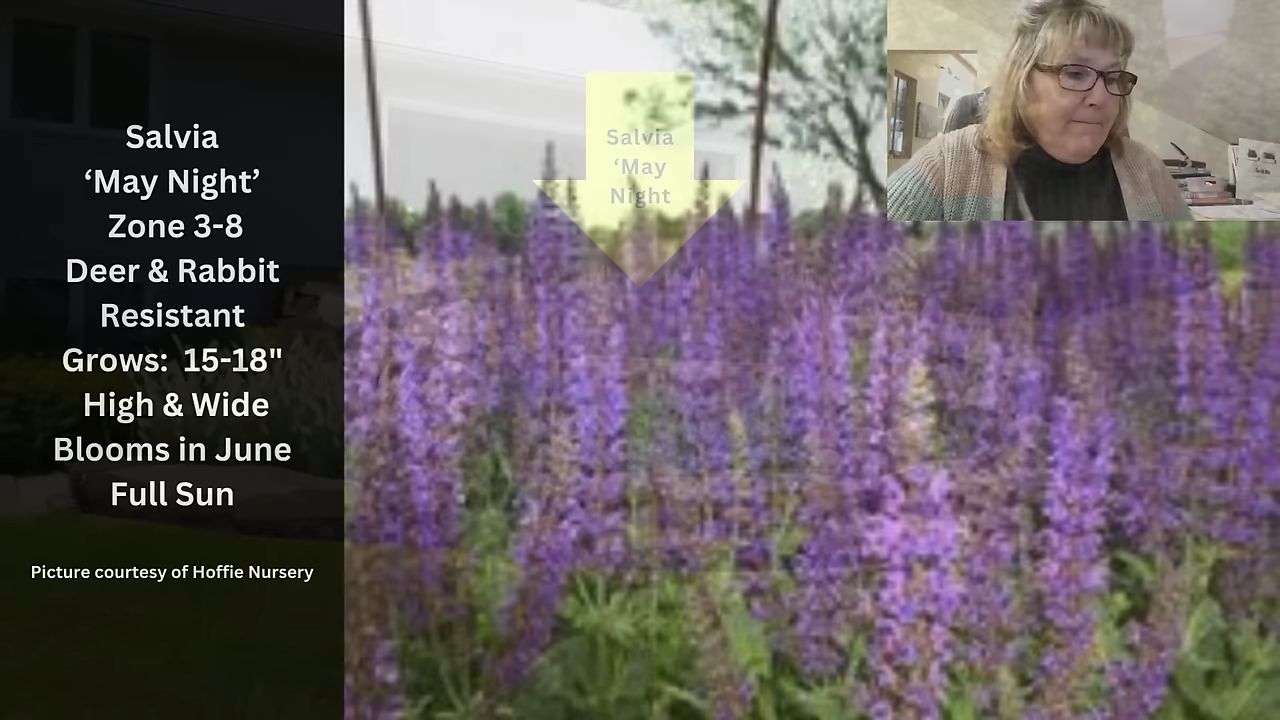 Salvia
‘May Night’
Zone 3-8
Deer & Rabbit
Resistant
Grows:  15-18"
High & Wide
Blooms in June
Full Sun
Picture courtesy of Hoffie Nursery
Salvia
‘May
Night